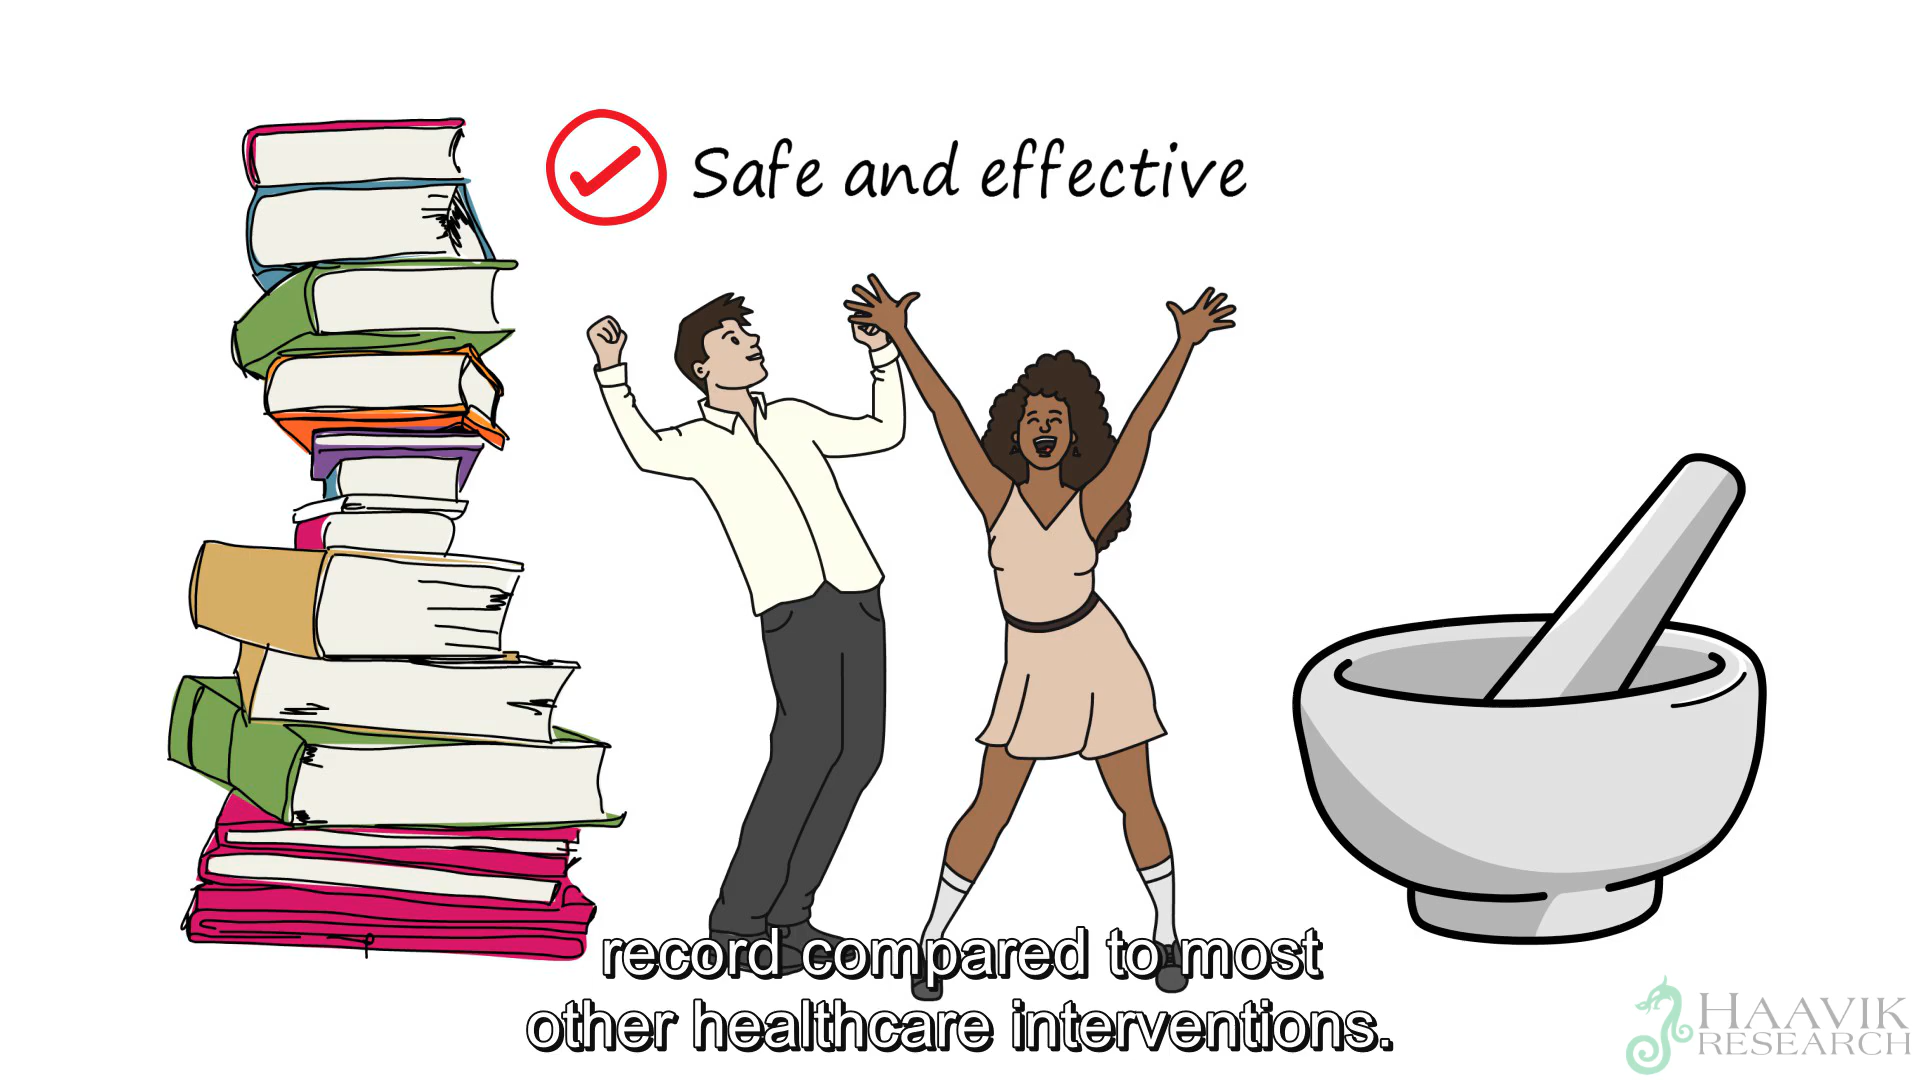 Safe and effective
record compared to most
other healthcare interventions.
HAAVIK
RESEARCH